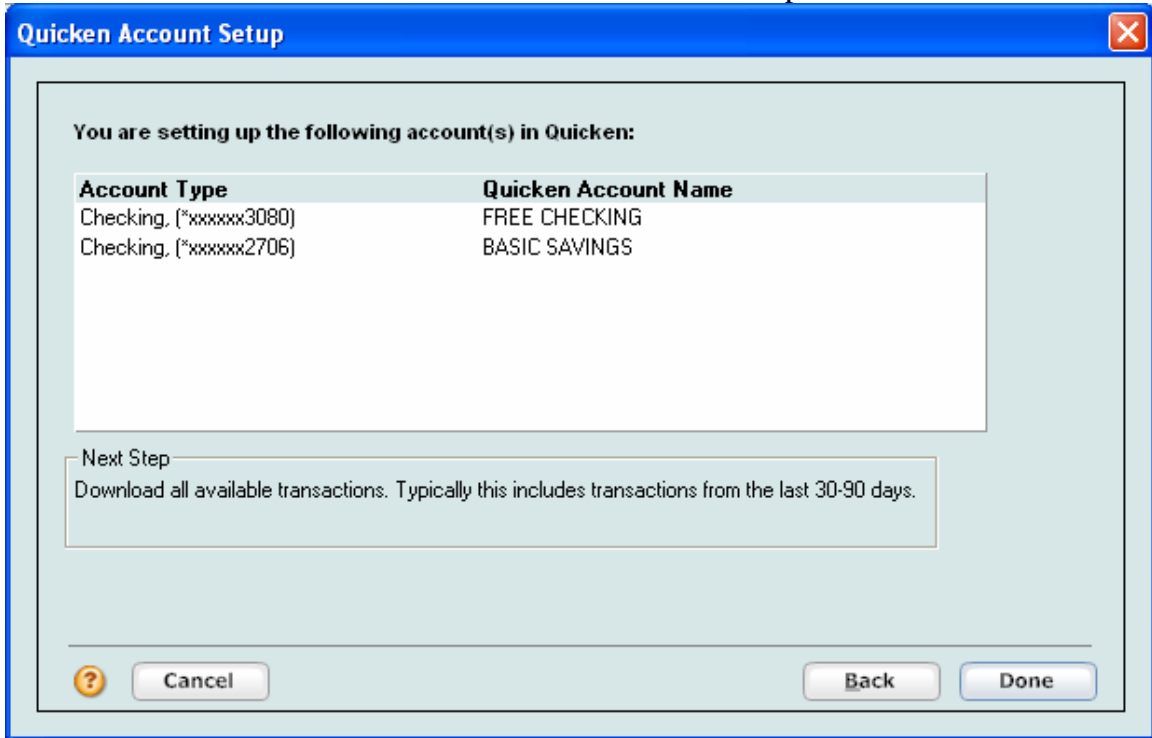 Quicken Account Setup
You are setting up the following account(s) in Quicken:
Account Type Quicken Account Name
Checking, (*xxxxxx3080) FREE CHECKING
Checking, (*xxxxxx2706) BASIC SAVINGS
Next Step
Download all available transactions. Typically this includes transactions from the last 30-90 days.
? Cancel Back Done